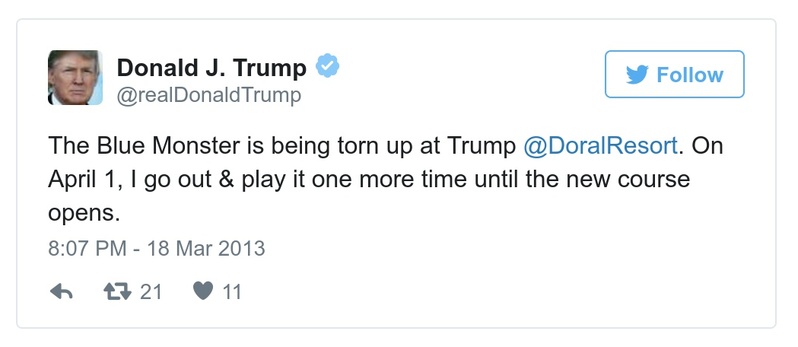 Donald J. Trump
@realDonaldTrump
Follow
The Blue Monster is being torn up at Trump @DoralResort. On
April 1, I go out & play it one more time until the new course
opens.
8:07 PM - 18 Mar 2013
21 11